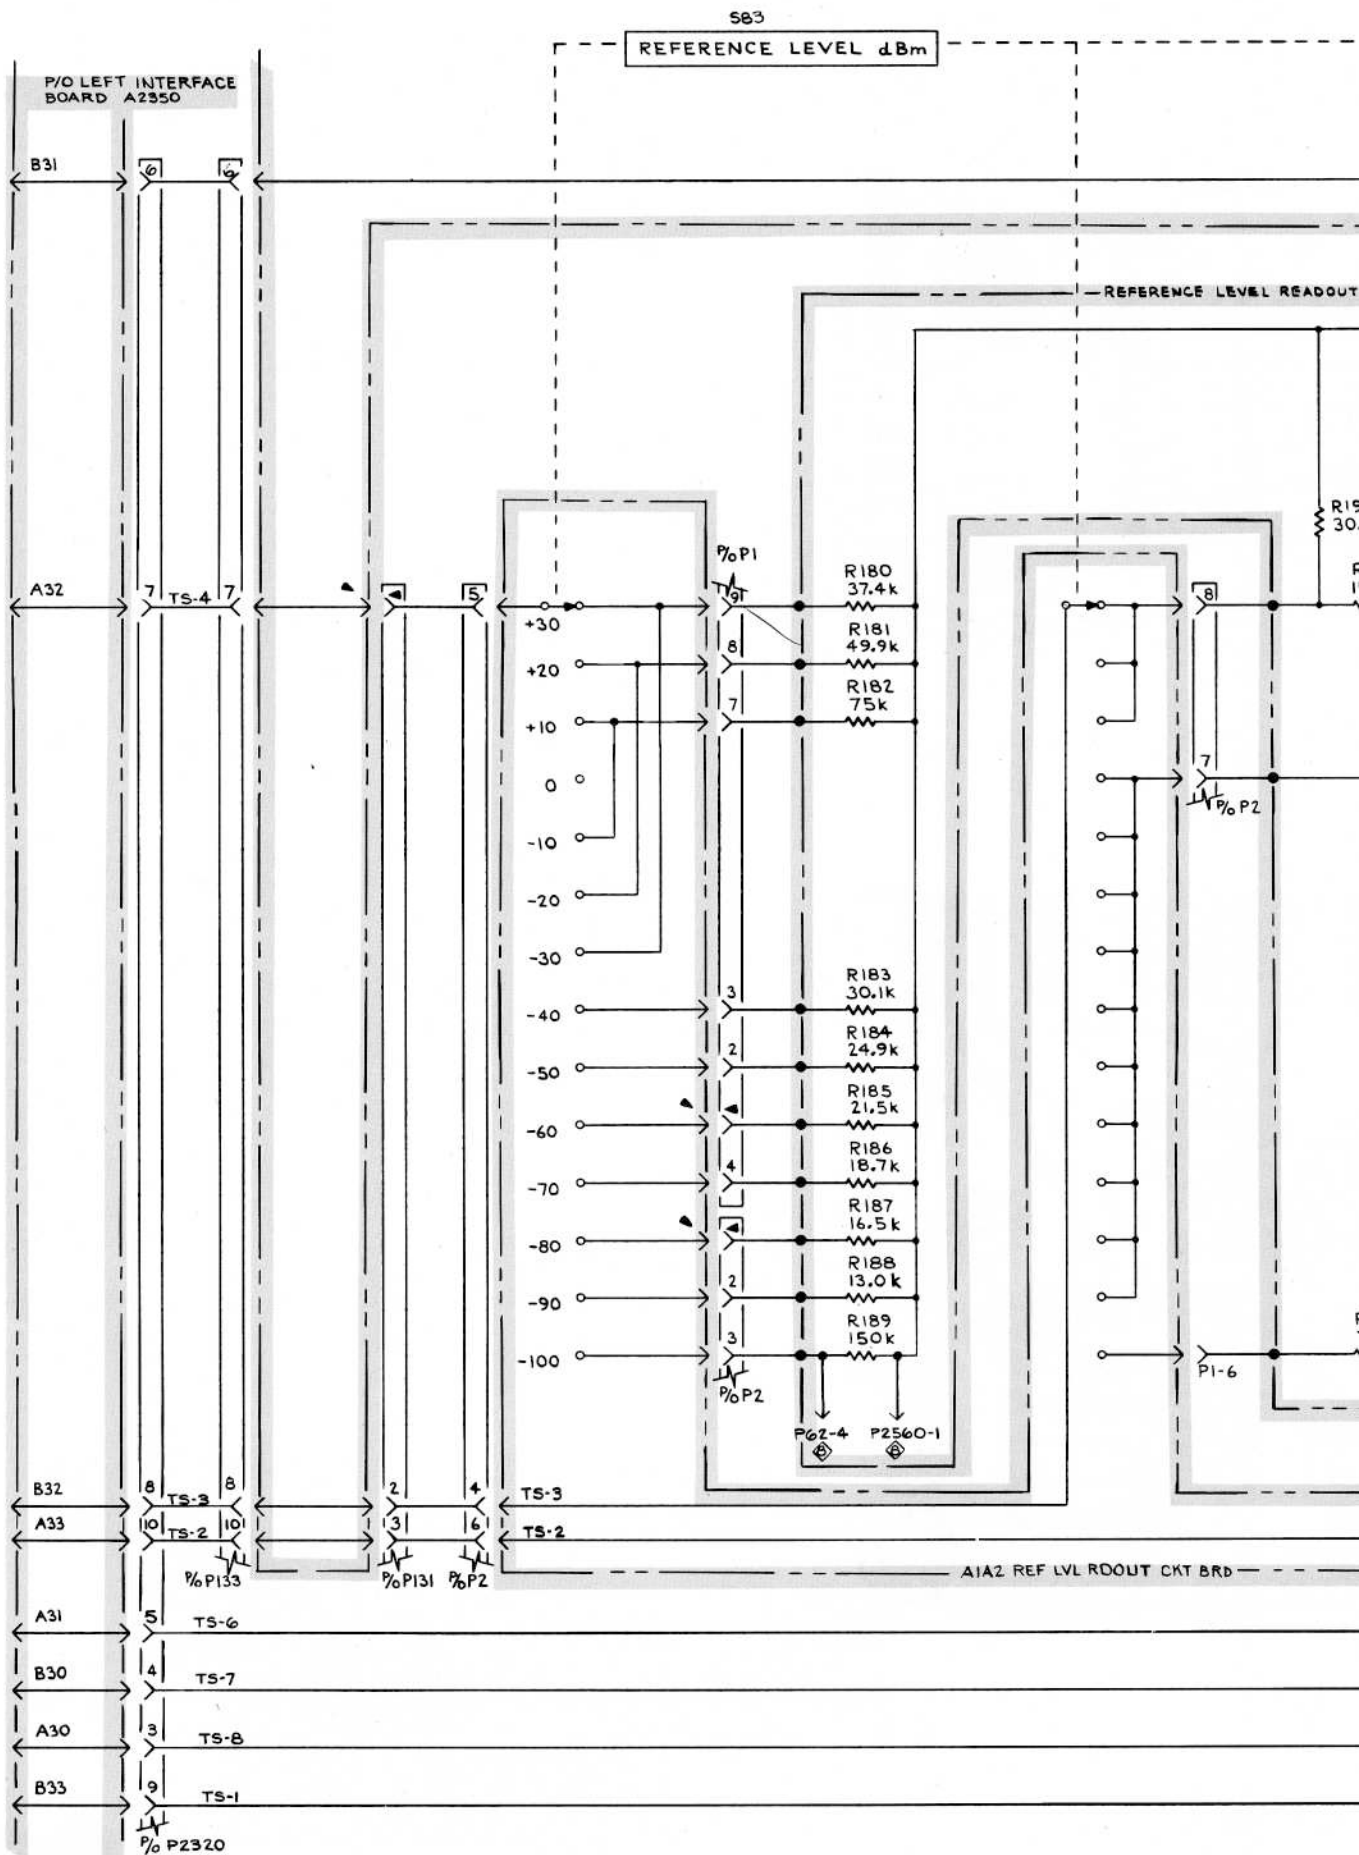 S83
REFERENCE LEVEL dBm
P/O LEFT INTERFACE
BOARD A2350
B31
6
6
REFERENCE LEVEL READOUT
A32
7
TS-4
7
5
P/O P1
9
R180
37.4k
8
+30
R181
49.9k
8
+20
R182
75k
7
+10
0
7
P/O P2
-10
-20
-30
R183
30.1k
3
-40
R184
24.9k
2
-50
R185
21.5k
-60
R186
18.7k
4
-70
R187
16.5k
-80
R188
13.0k
2
-90
R189
150k
3
-100
P1-6
P/O P2
P62-4
P2560-1
8
8
B32
8
TS-3
8
2
4
TS-3
A33
10
TS-2
10
3
6
TS-2
P/O P133
P/O P131
P/O P2
A1A2 REF LVL RDOUT CKT BRD
A31
5
TS-6
B30
4
TS-7
A30
3
TS-8
B33
9
TS-1
P/O P2320